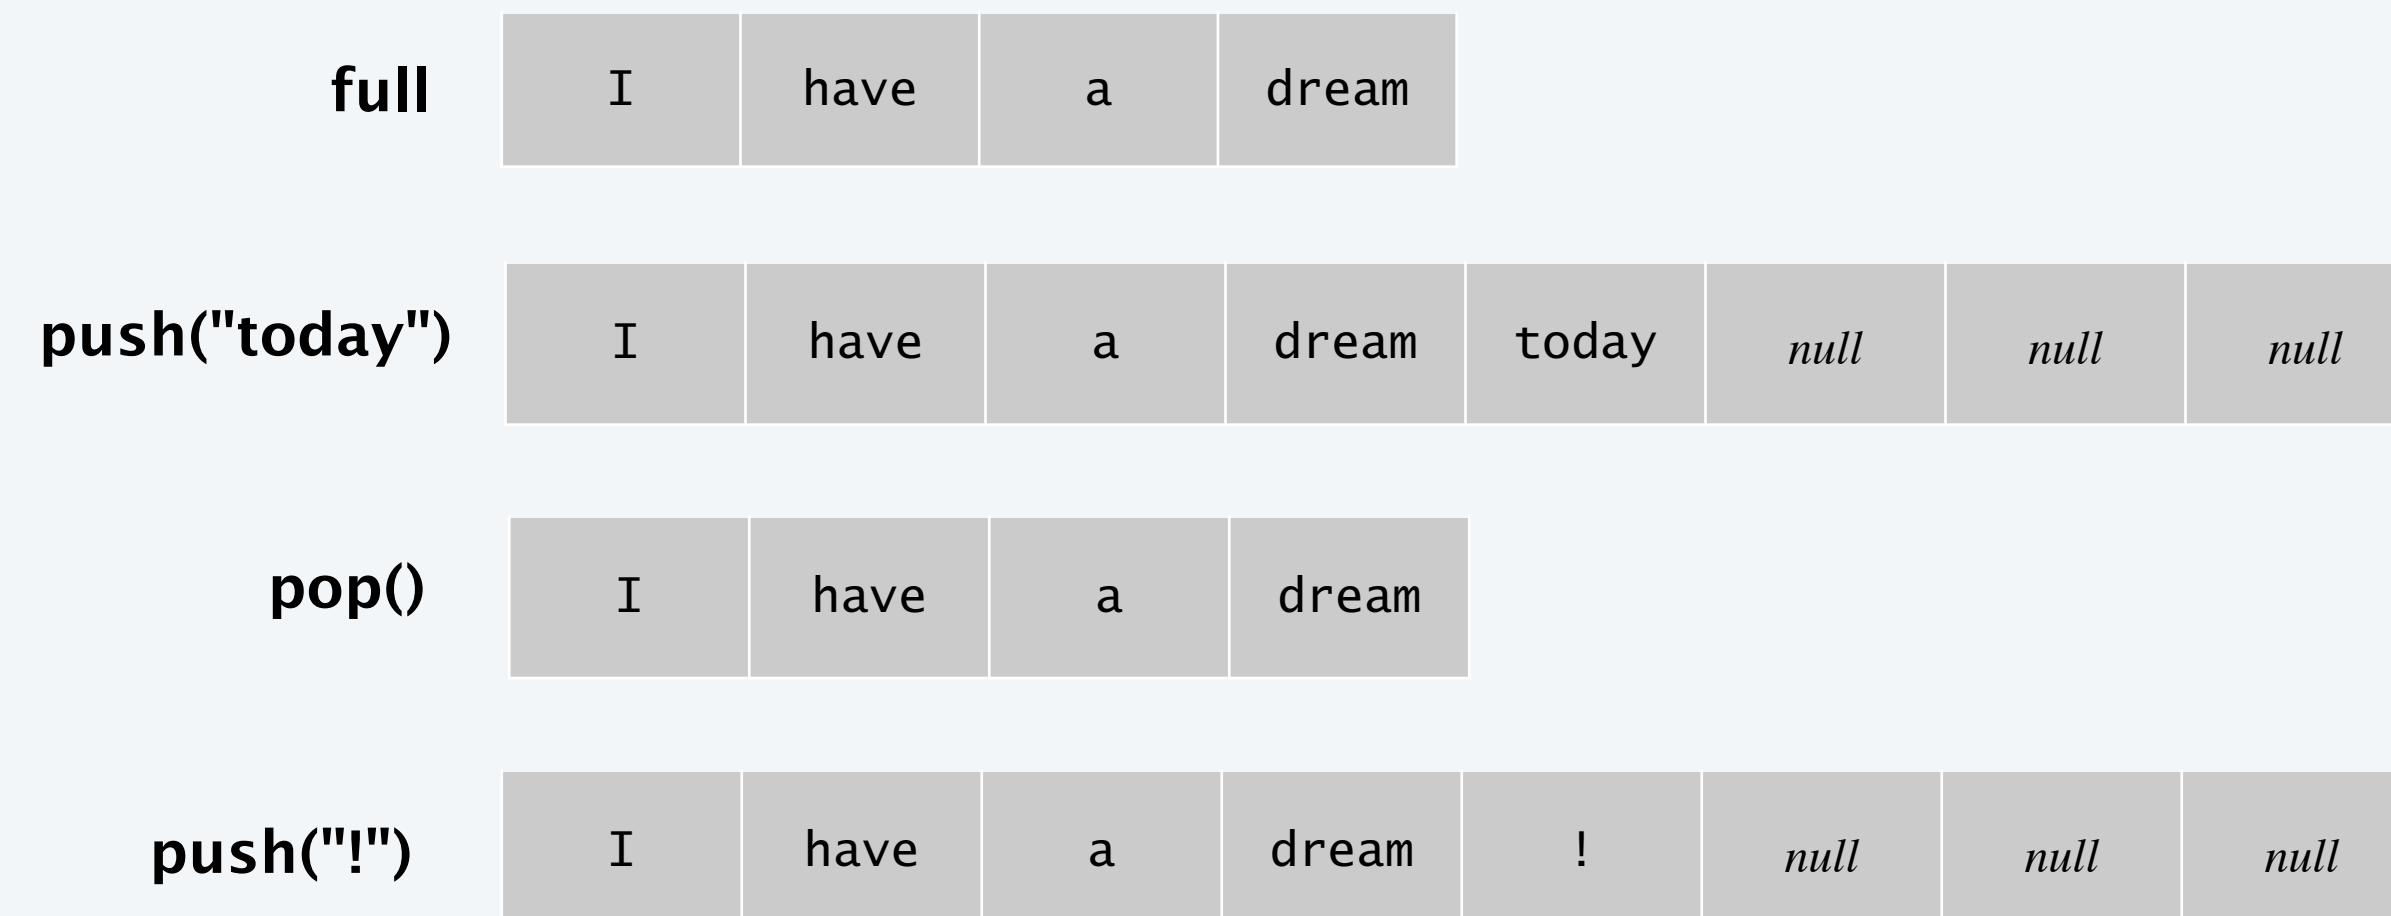 full I have a dream
push("today") I have a dream today null null null
pop() I have a dream
push("!") I have a dream ! null null null